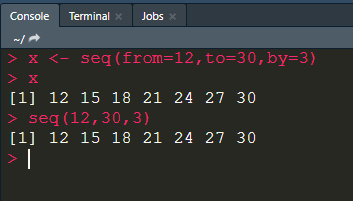 Console Terminal × Jobs ×
~/
> x <- seq(from=12,to=30,by=3)
> x
[1] 12 15 18 21 24 27 30
> seq(12,30,3)
[1] 12 15 18 21 24 27 30
>